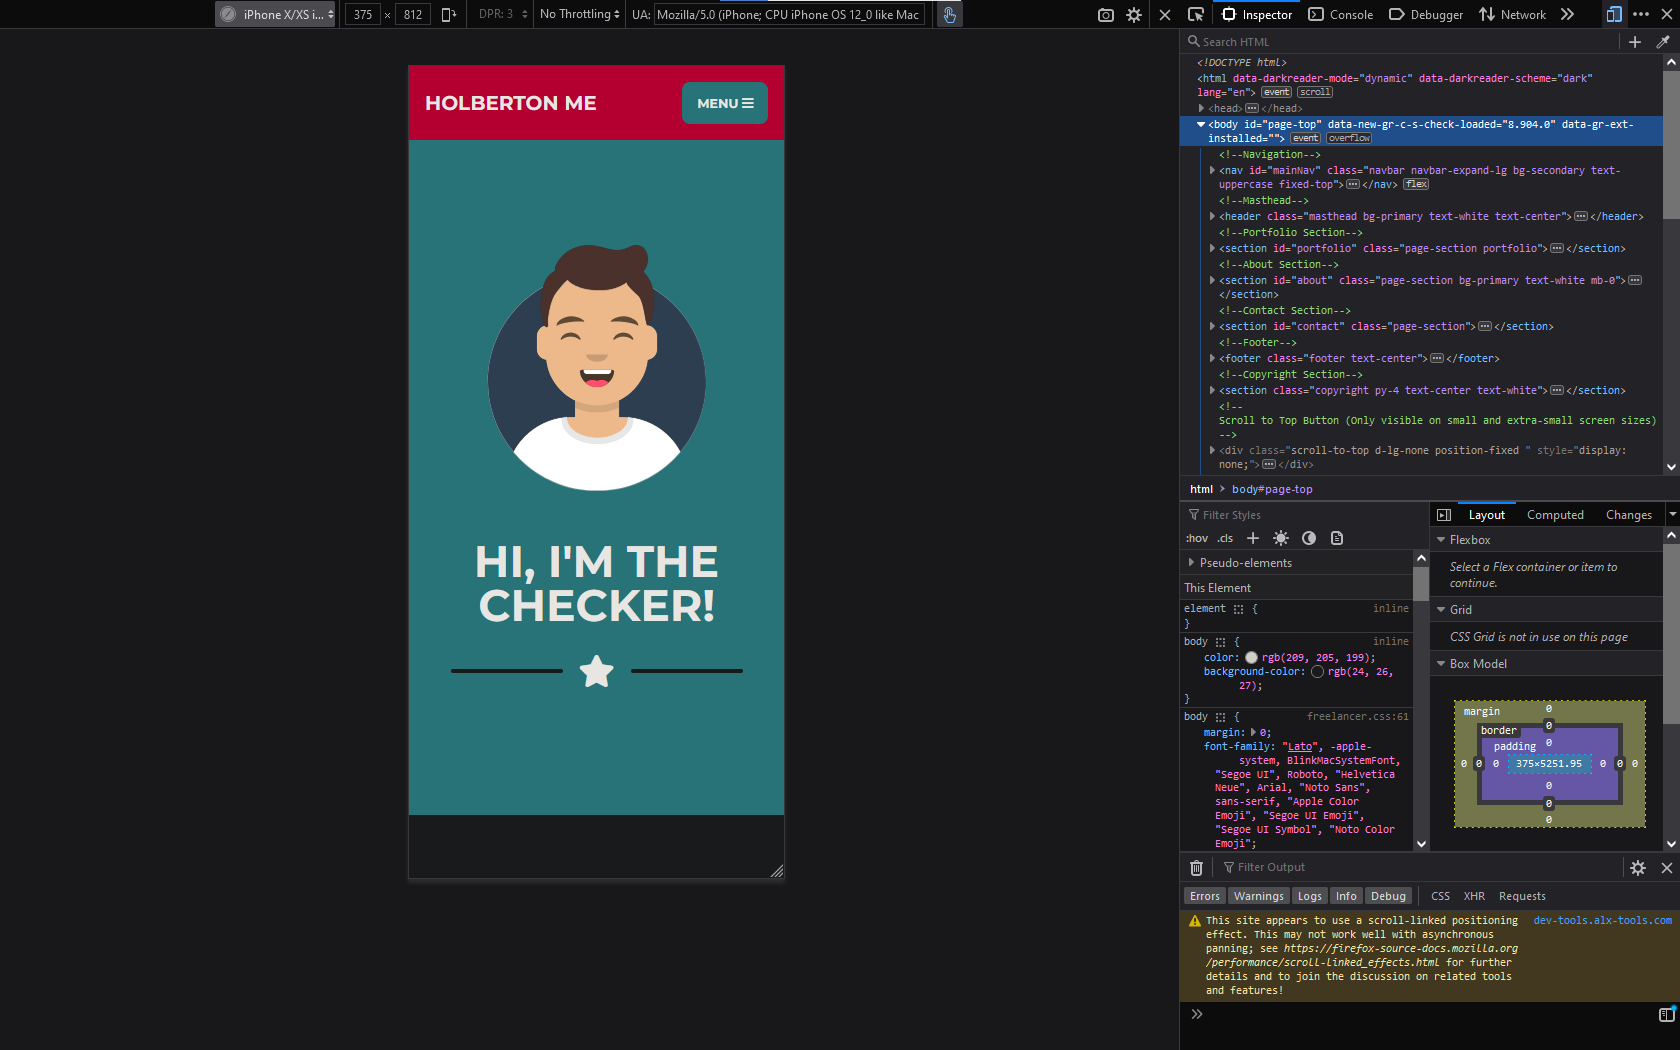 iPhone X/XS i...
375 × 812
DPR: 3
No Throttling
UA: Mozilla/5.0 (iPhone; CPU iPhone OS 12_0 like Mac
Inspector
Console
Debugger
Network
HOLBERTON ME
MENU
HI, I'M THE
CHECKER!
Search HTML
<!DOCTYPE html>
<html data-darkreader-mode="dynamic" data-darkreader-scheme="dark"
lang="en"> event scroll
<head> ··· </head>
<body id="page-top" data-new-gr-c-s-check-loaded="8.904.0" data-gr-ext-
installed=""> event overflow
<!--Navigation-->
<nav id="mainNav" class="navbar navbar-expand-lg bg-secondary text-
uppercase fixed-top"> ··· </nav> flex
<!--Masthead-->
<header class="masthead bg-primary text-white text-center"> ··· </header>
<!--Portfolio Section-->
<section id="portfolio" class="page-section portfolio"> ··· </section>
<!--About Section-->
<section id="about" class="page-section bg-primary text-white mb-0"> ···
</section>
<!--Contact Section-->
<section id="contact" class="page-section"> ··· </section>
<!--Footer-->
<footer class="footer text-center"> ··· </footer>
<!--Copyright Section-->
<section class="copyright py-4 text-center text-white"> ··· </section>
<!--
Scroll to Top Button (Only visible on small and extra-small screen sizes)
-->
<div class="scroll-to-top d-lg-none position-fixed " style="display:
none;"> ··· </div>
html > body#page-top
Filter Styles
:hov .cls
Pseudo-elements
This Element
element { inline
}
body { inline
color: rgb(209, 205, 199);
background-color: rgb(24, 26,
27);
}
body { freelancer.css:61
margin: 0;
font-family: "Lato", -apple-
system, BlinkMacSystemFont,
"Segoe UI", Roboto, "Helvetica
Neue", Arial, "Noto Sans",
sans-serif, "Apple Color
Emoji", "Segoe UI Emoji",
"Segoe UI Symbol", "Noto Color
Emoji";
Layout
Computed
Changes
Flexbox
Select a Flex container or item to
continue.
Grid
CSS Grid is not in use on this page
Box Model
margin 0
border 0
padding 0
0 0 0 375×5251.95 0 0 0
0
0
0
Filter Output
Errors Warnings Logs Info Debug CSS XHR Requests
This site appears to use a scroll-linked positioning dev-tools.alx-tools.com
effect. This may not work well with asynchronous
panning; see https://firefox-source-docs.mozilla.org
/performance/scroll-linked_effects.html for further
details and to join the discussion on related tools
and features!